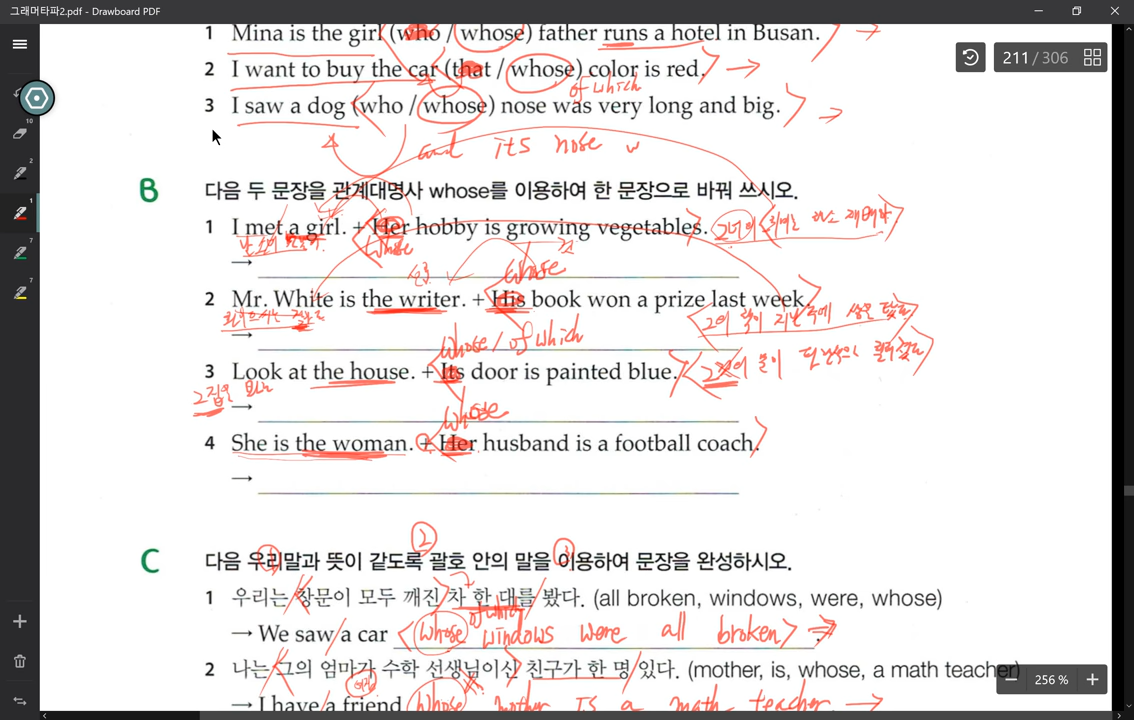 그래머타파2.pdf - Drawboard PDF
211 / 306
1 Mina is the girl (who / whose) father runs a hotel in Busan.
2 I want to buy the car (that / whose) color is red.
of which
3 I saw a dog (who / whose) nose was very long and big.
and its nose w
B 다음 두 문장을 관계대명사 whose를 이용하여 한 문장으로 바꿔 쓰시오.
1 I met a girl. + Her hobby is growing vegetables.
whose
→
whose
2 Mr. White is the writer. + His book won a prize last week.
→
whose / of which
3 Look at the house. + Its door is painted blue.
→
whose
4 She is the woman. + Her husband is a football coach.
→
② 
C 다음 우리말과 뜻이 같도록 괄호 안의 말을 이용하여 문장을 완성하시오.
1 우리는 창문이 모두 깨진 차 한 대를 봤다. (all broken, windows, were, whose)
of which
→ We saw a car whose windows were all broken.
2 나는 그의 엄마가 수학 선생님이신 친구가 한 명 있다. (mother, is, whose, a math teacher)
→ I have a friend whose mother is a math teacher
256 %